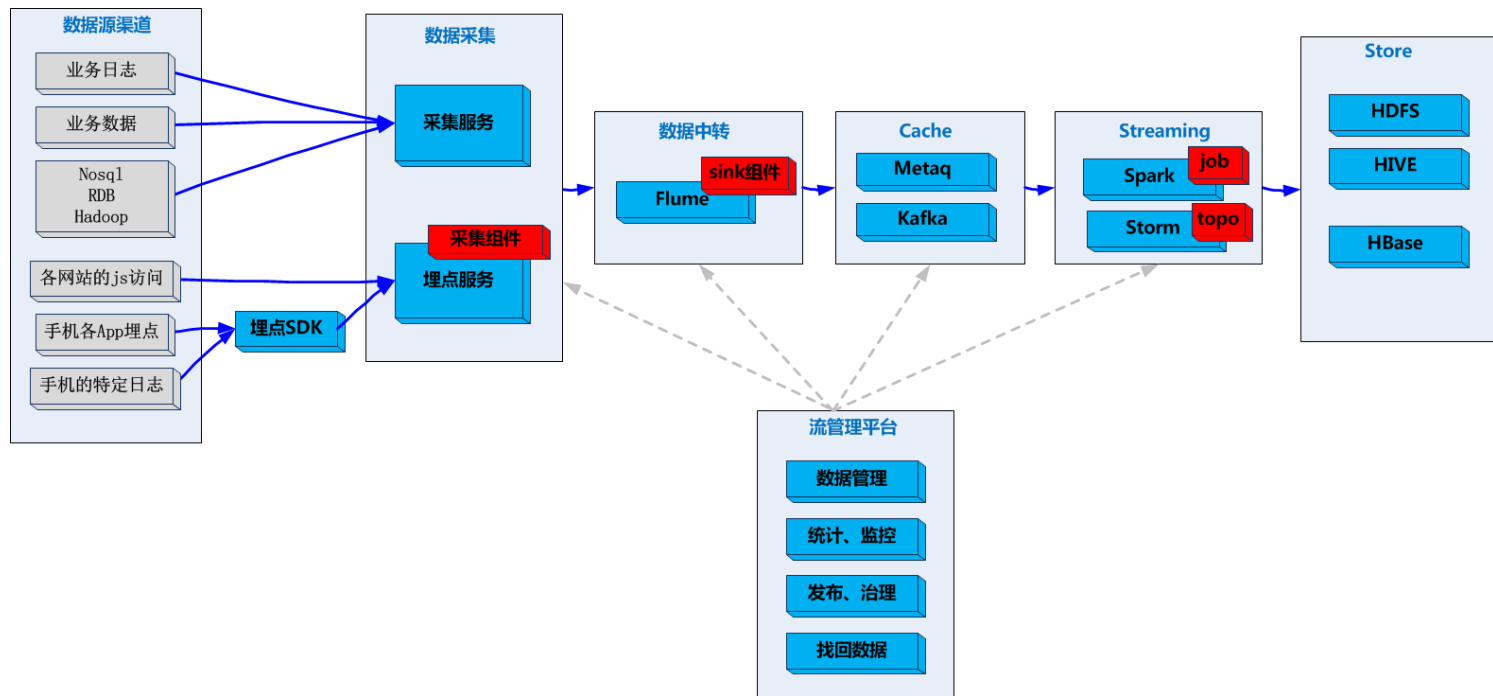 数据源渠道
业务日志
业务数据
Nosql
RDB
Hadoop
各网站的js访问
手机各App埋点
手机的特定日志
埋点SDK
数据采集
采集服务
采集组件
埋点服务
数据中转
sink组件
Flume
Cache
Metaq
Kafka
Streaming
job
Spark
topo
Storm
Store
HDFS
HIVE
HBase
流管理平台
数据管理
统计、监控
发布、治理
找回数据